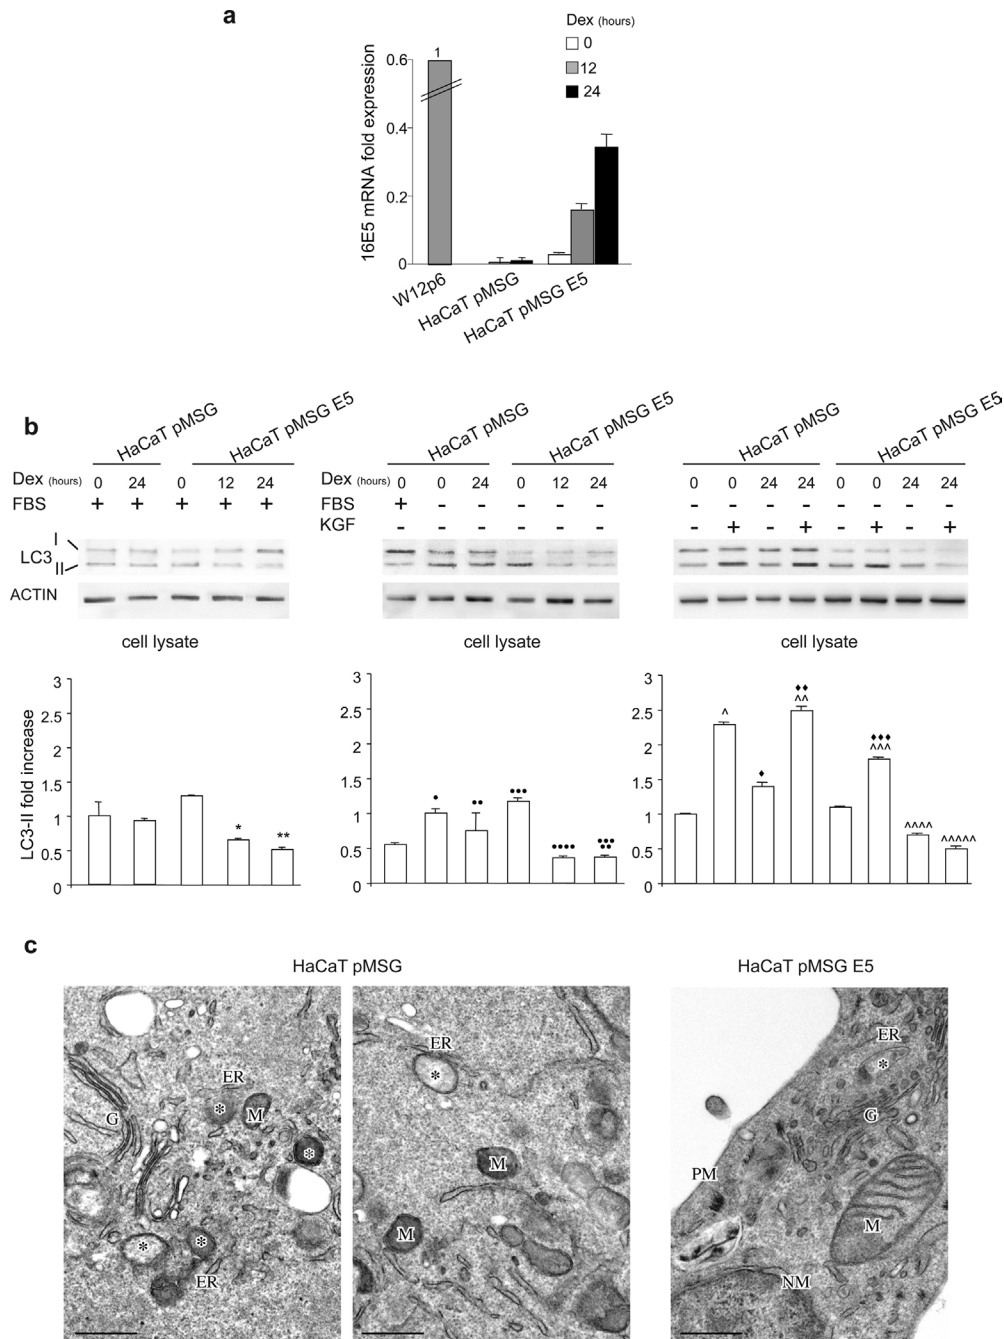 a
Dex (hours)
0
12
24
16E5 mRNA fold expression
0.6
0.4
0.2
0
1
W12p6
HaCaT pMSG
HaCaT pMSG E5
b
HaCaT pMSG HaCaT pMSG E5
Dex (hours) 0 24 0 12 24
FBS + + + + +
LC3 I II
ACTIN
cell lysate
LC3-II fold increase
3
2.5
2
1.5
1
0.5
0
* **
HaCaT pMSG HaCaT pMSG E5
Dex (hours) 0 0 24 0 12 24
FBS + - - - - -
KGF - - - - - -
cell lysate
3
2.5
2
1.5
1
0.5
0
• •• ••• •••• •••••
HaCaT pMSG HaCaT pMSG E5
0 0 24 24 0 0 24 24
- - - - - - - -
- + - + - + - +
cell lysate
3
2.5
2
1.5
1
0.5
0
^ ♦ ♦♦ ^^ ♦♦♦ ^^^ ^^^^ ^^^^^
c
HaCaT pMSG
HaCaT pMSG E5
ER
*
M
G
*
*
*
ER
ER
*
M
M
ER
*
G
PM
M
NM